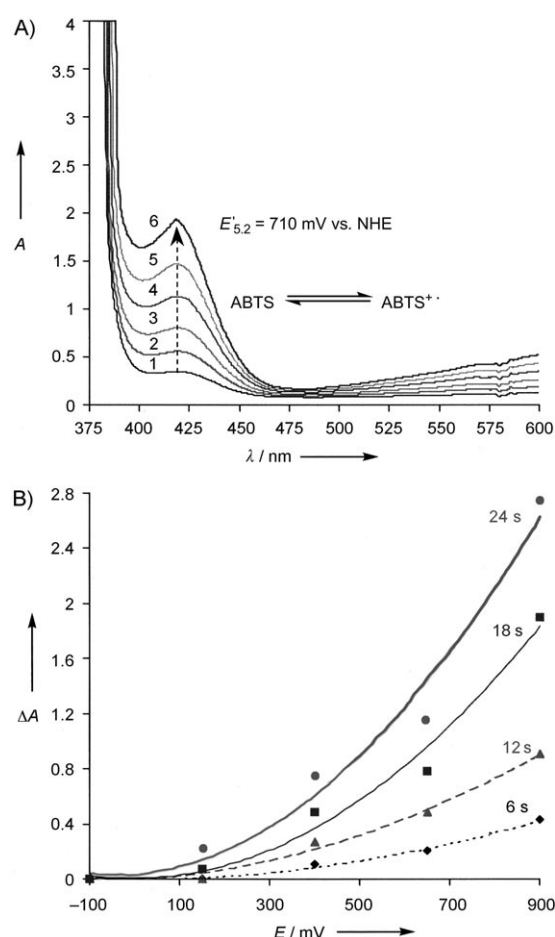 A)
4
3.5
3
2.5
2
1.5
1
0.5
0
A
6
5
4
3
2
1
E'5.2 = 710 mV vs. NHE
ABTS ⇌ ABTS+·
375 400 425 450 475 500 525 550 575 600
λ / nm
B)
2.8
2.4
2
1.6
1.2
0.8
0.4
0
ΔA
24 s
18 s
12 s
6 s
–100 100 300 500 700 900
E / mV